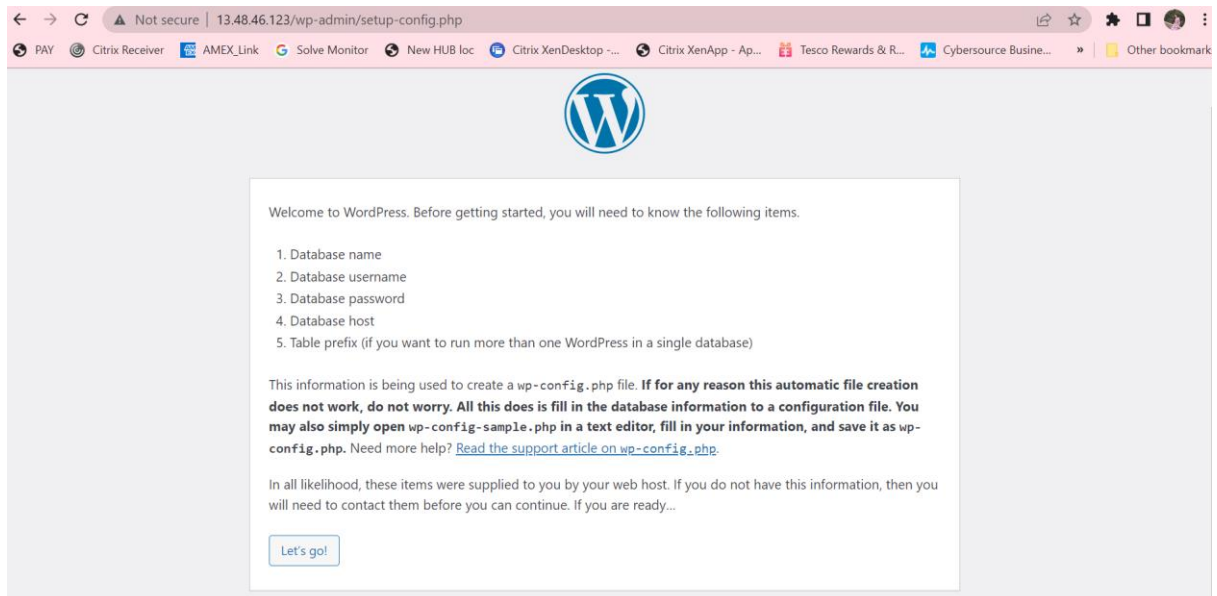 Not secure | 13.48.46.123/wp-admin/setup-config.php
PAY Citrix Receiver AMEX_Link Solve Monitor New HUB loc Citrix XenDesktop -... Citrix XenApp - Ap... Tesco Rewards & R... Cybersource Busine... » Other bookmark
Welcome to WordPress. Before getting started, you will need to know the following items.
1. Database name
2. Database username
3. Database password
4. Database host
5. Table prefix (if you want to run more than one WordPress in a single database)
This information is being used to create a wp-config.php file. If for any reason this automatic file creation
does not work, do not worry. All this does is fill in the database information to a configuration file. You
may also simply open wp-config-sample.php in a text editor, fill in your information, and save it as wp-
config.php. Need more help? Read the support article on wp-config.php.
In all likelihood, these items were supplied to you by your web host. If you do not have this information, then you
will need to contact them before you can continue. If you are ready...
Let's go!